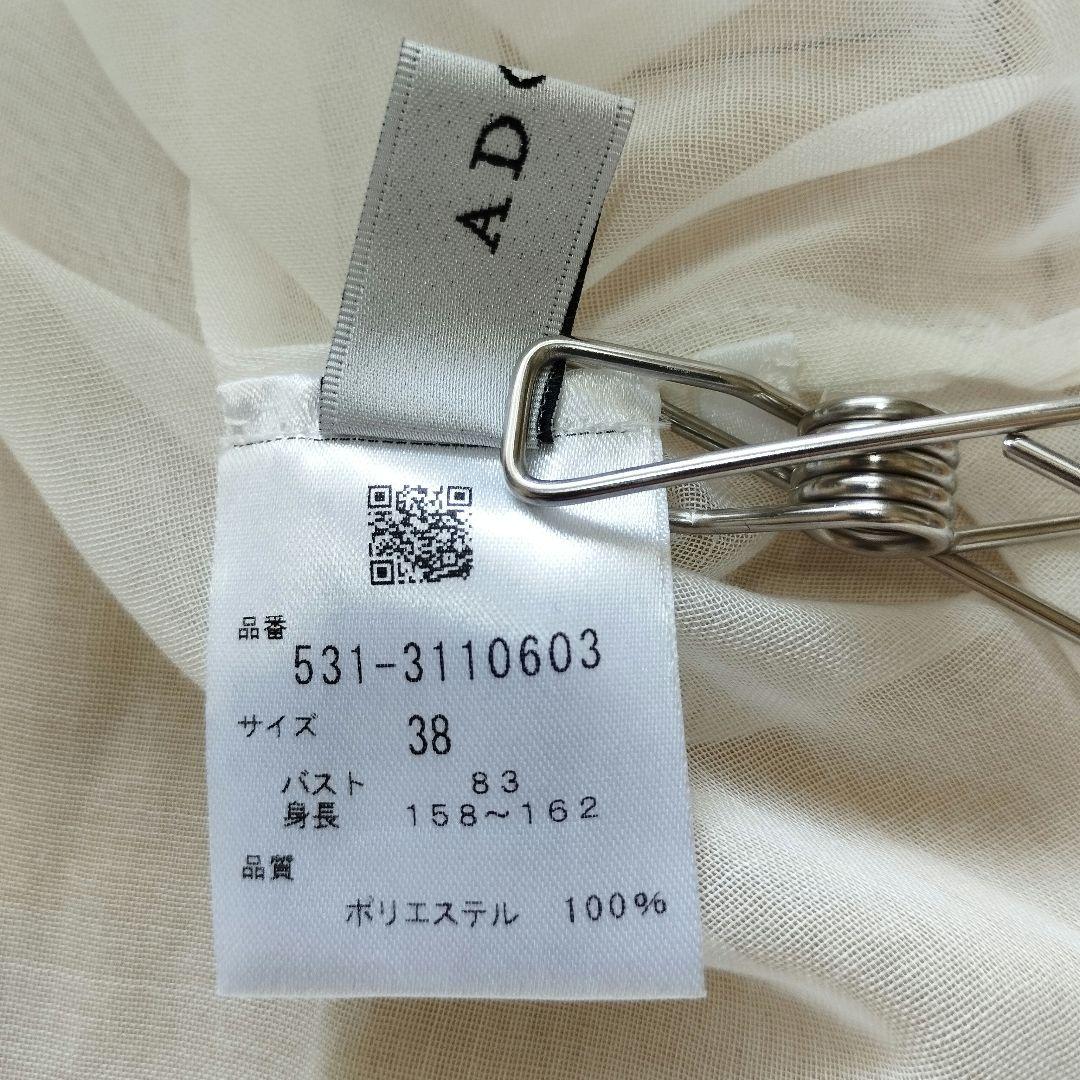 AD
品番
531-3110603
サイズ 38
バスト 83
身長 158～162
品質
ポリエステル 100%